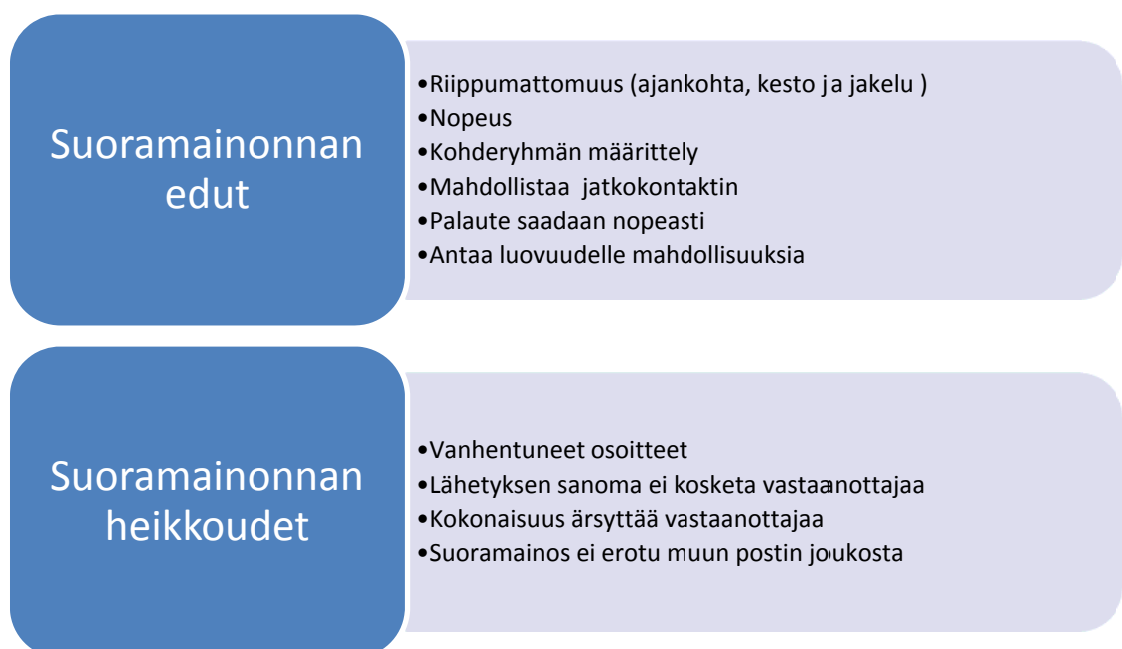 Suoramainonnan
edut
•Riippumattomuus (ajankohta, kesto ja jakelu )
•Nopeus
•Kohderyhmän määrittely
•Mahdollistaa  jatkokontaktin
•Palaute saadaan nopeasti
•Antaa luovuudelle mahdollisuuksia
Suoramainonnan
heikkoudet
•Vanhentuneet osoitteet
•Lähetyksen sanoma ei kosketa vastaanottajaa
•Kokonaisuus ärsyttää vastaanottajaa
•Suoramainos ei erotu muun postin joukosta